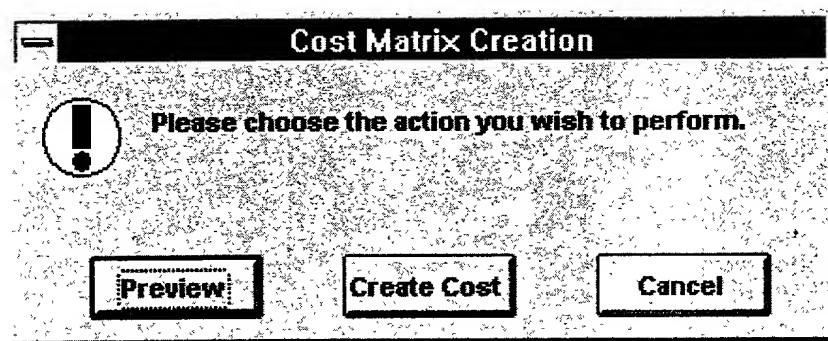 Cost Matrix Creation
Please choose the action you wish to perform.
Preview
Create Cost
Cancel